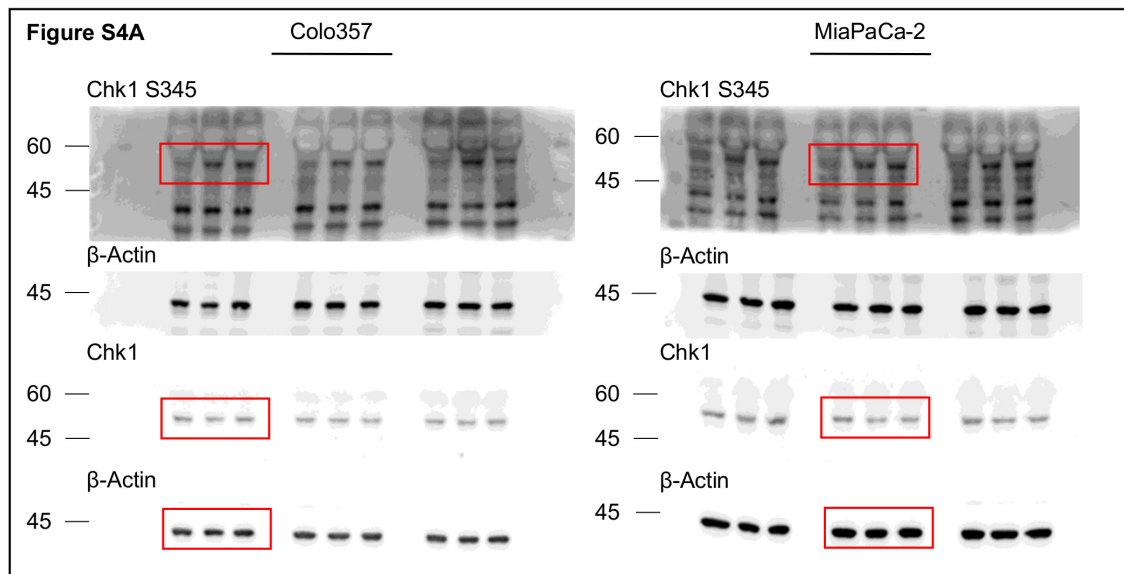 Figure S4A
Colo357
MiaPaCa-2
Chk1 S345
60
45
Chk1 S345
60
45
β-Actin
45
β-Actin
45
Chk1
60
45
Chk1
60
45
β-Actin
45
β-Actin
45